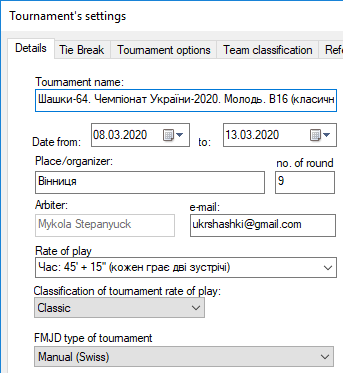 Tournament's settings
Details Tie Break Tournament options Team classification
Tournament name:
Шашки-64. Чемпіонат України-2020. Молодь. В16
Date from: 08.03.2020 to: 13.03.2020
Place/organizer: no. of round
Вінниця 9
Arbiter: e-mail:
Mykola Stepanyuck ukrshashki@gmail.com
Rate of play
Час: 45' + 15" (кожен грає дві зустрічі)
Classification of tournament rate of play:
Classic
FMJD type of tournament
Manual (Swiss)